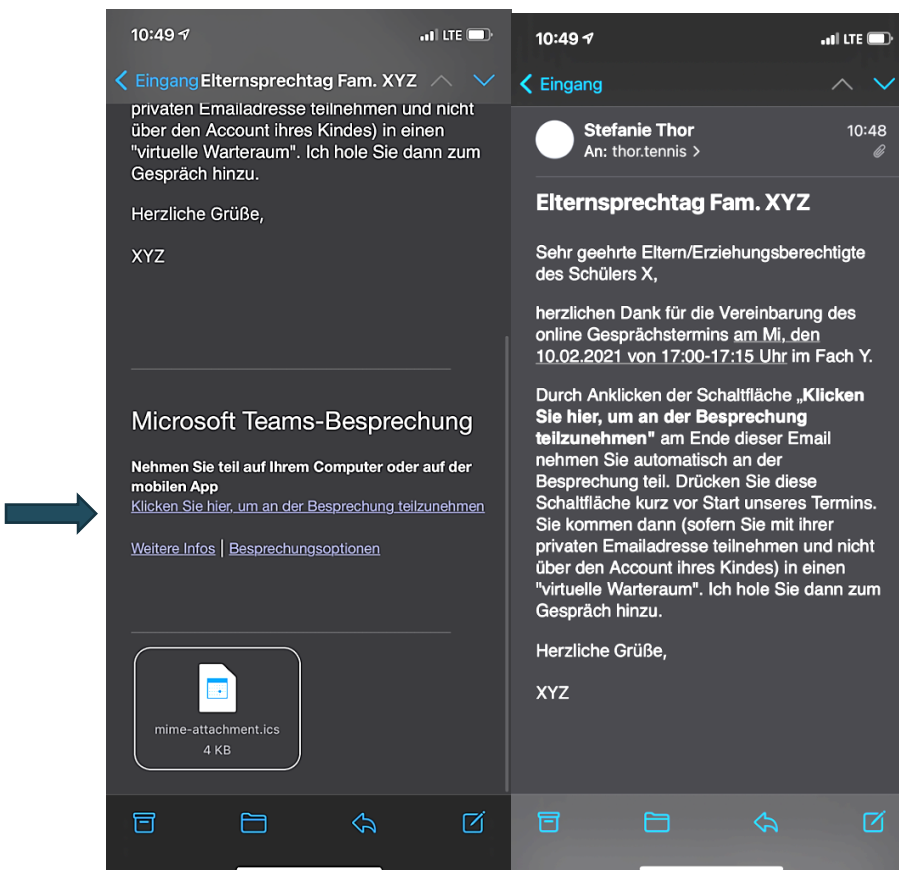 10:49
LTE
Eingang Elternsprechtag Fam. XYZ
privaten Emailadresse teilnehmen und nicht
über den Account ihres Kindes) in einen
"virtuelle Warteraum". Ich hole Sie dann zum
Gespräch hinzu.
Herzliche Grüße,
XYZ
Microsoft Teams-Besprechung
Nehmen Sie teil auf Ihrem Computer oder auf der
mobilen App
Klicken Sie hier, um an der Besprechung teilzunehmen
Weitere Infos | Besprechungsoptionen
mime-attachment.ics
4 KB
10:49
LTE
Eingang
Stefanie Thor
10:48
An: thor.tennis >
Elternsprechtag Fam. XYZ
Sehr geehrte Eltern/Erziehungsberechtigte
des Schülers X,
herzlichen Dank für die Vereinbarung des
online Gesprächstermins am Mi, den
10.02.2021 von 17:00-17:15 Uhr im Fach Y.
Durch Anklicken der Schaltfläche „Klicken
Sie hier, um an der Besprechung
teilzunehmen" am Ende dieser Email
nehmen Sie automatisch an der
Besprechung teil. Drücken Sie diese
Schaltfläche kurz vor Start unseres Termins.
Sie kommen dann (sofern Sie mit ihrer
privaten Emailadresse teilnehmen und nicht
über den Account ihres Kindes) in einen
"virtuelle Warteraum". Ich hole Sie dann zum
Gespräch hinzu.
Herzliche Grüße,
XYZ